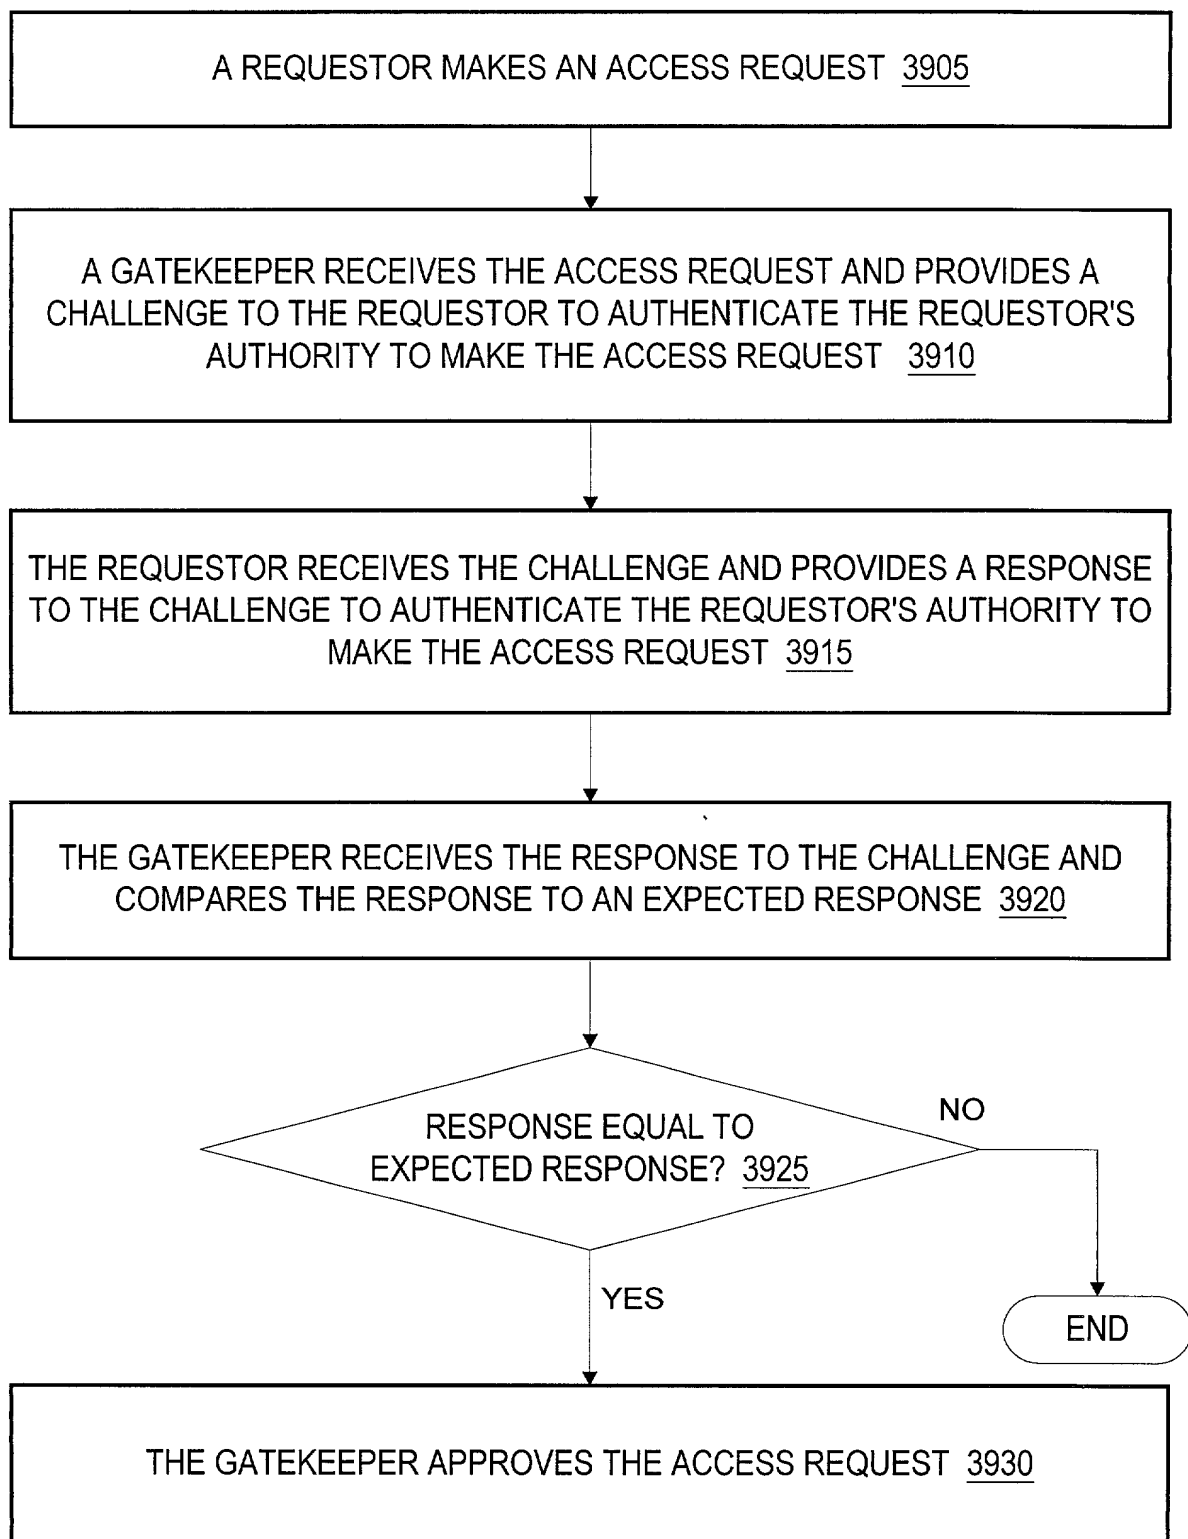 A REQUESTOR MAKES AN ACCESS REQUEST 3905
A GATEKEEPER RECEIVES THE ACCESS REQUEST AND PROVIDES A
CHALLENGE TO THE REQUESTOR TO AUTHENTICATE THE REQUESTOR'S
AUTHORITY TO MAKE THE ACCESS REQUEST 3910
THE REQUESTOR RECEIVES THE CHALLENGE AND PROVIDES A RESPONSE
TO THE CHALLENGE TO AUTHENTICATE THE REQUESTOR'S AUTHORITY TO
MAKE THE ACCESS REQUEST 3915
THE GATEKEEPER RECEIVES THE RESPONSE TO THE CHALLENGE AND
COMPARES THE RESPONSE TO AN EXPECTED RESPONSE 3920
RESPONSE EQUAL TO
EXPECTED RESPONSE? 3925
NO
YES
END
THE GATEKEEPER APPROVES THE ACCESS REQUEST 3930